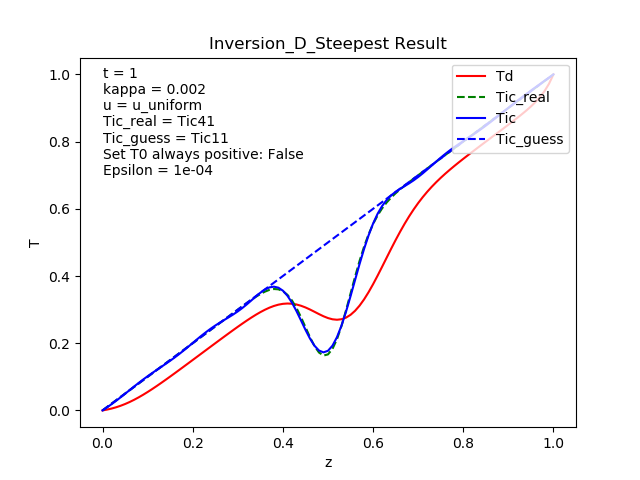 Inversion_D_Steepest Result
t = 1
kappa = 0.002
u = u_uniform
Tic_real = Tic41
Tic_guess = Tic11
Set T0 always positive: False
Epsilon = 1e-04
Td
Tic_real
Tic
Tic_guess
1.0
0.8
0.6
0.4
0.2
0.0
T
0.0 0.2 0.4 0.6 0.8 1.0
z